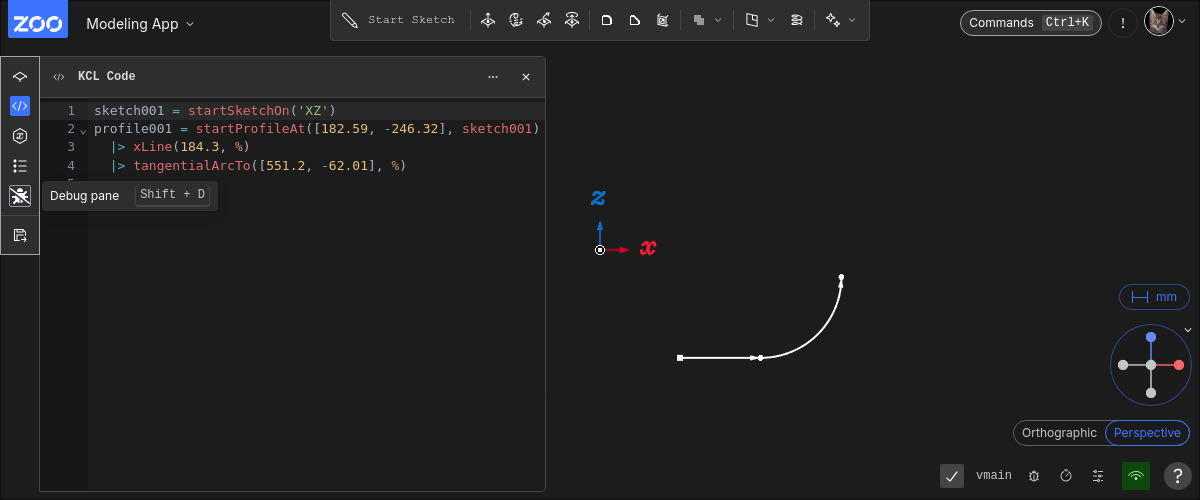 ZOO Modeling App Start Sketch Commands Ctrl+K !
KCL Code
1 sketch001 = startSketchOn('XZ')
2 profile001 = startProfileAt([182.59, -246.32], sketch001)
3 |> xLine(184.3, %)
4 |> tangentialArcTo([551.2, -62.01], %)
Debug pane Shift + D
z
x
mm
Orthographic Perspective
vmain ?